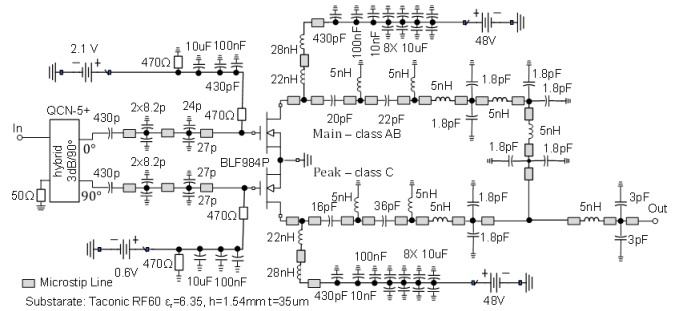 2.1 V
470Ω
10uF 100nF
430pF
470Ω
QCN-5+
In
hybrid
3dB/90°
0°
90°
50Ω
430p
2x8.2p
24p
27p
430p
2x8.2p
27p
27p
BLF984P
470Ω
470Ω
0.6V
10uF 100nF
28nH
22nH
430pF
100nF
10nF
8X 10uF
48V
5nH
5nH
20pF
22pF
5nH
1.8pF
1.8pF
5nH
1.8pF
1.8pF
5nH
1.8pF
1.8pF
Main – class AB
Peak – class C
5nH
5nH
16pF
36pF
5nH
1.8pF
1.8pF
22nH
28nH
430pF
10nF
100nF
8X 10uF
48V
5nH
3pF
3pF
Out
Microstip Line
Substarate: Taconic RF60 εr=6.35, h=1.54mm t=35um